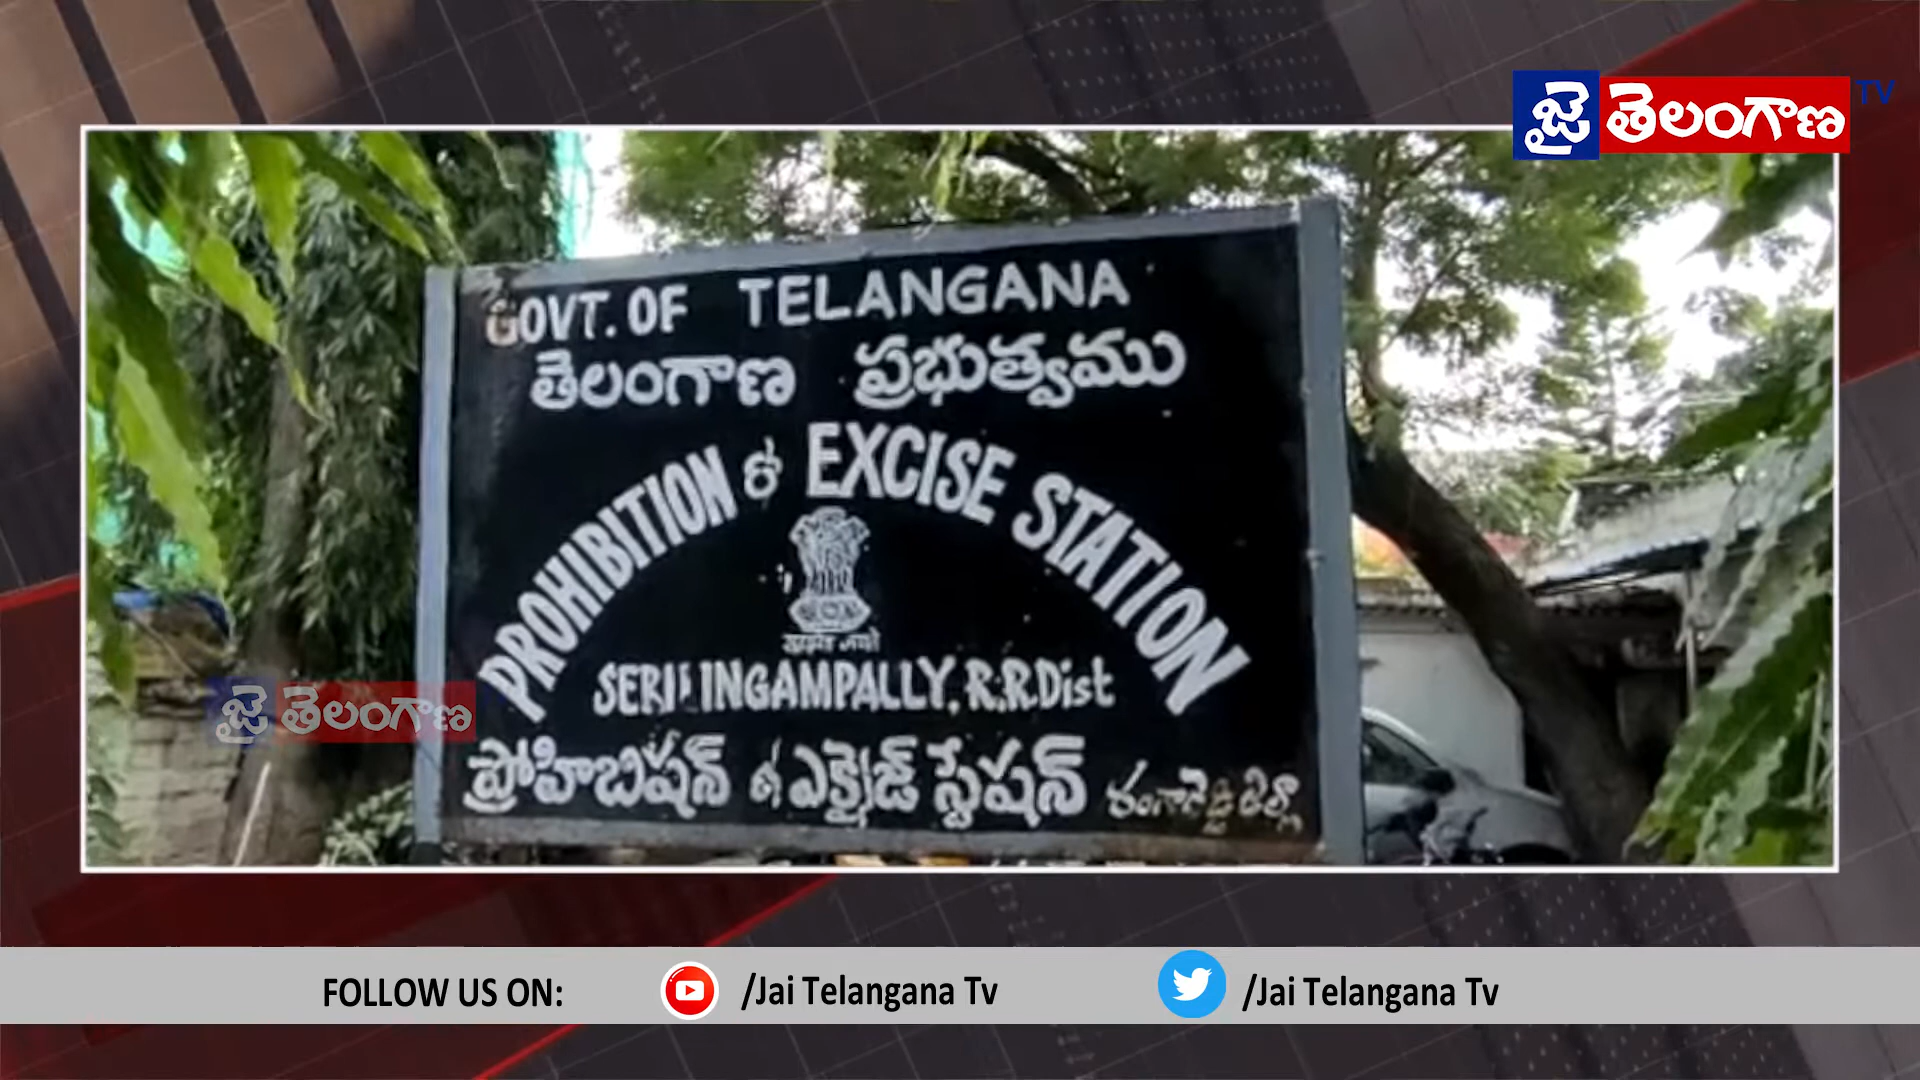 జై తెలంగాణ TV
GOVT. OF TELANGANA
తెలంగాణ ప్రభుత్వము
PROHIBITION & EXCISE STATION
SERILINGAMPALLY, R.R.Dist
ప్రోహిబిషన్ & ఎక్సైజ్ స్టేషన్ రంగారెడ్డి జిల్లా
జై తెలంగాణ
FOLLOW US ON: /Jai Telangana Tv /Jai Telangana Tv